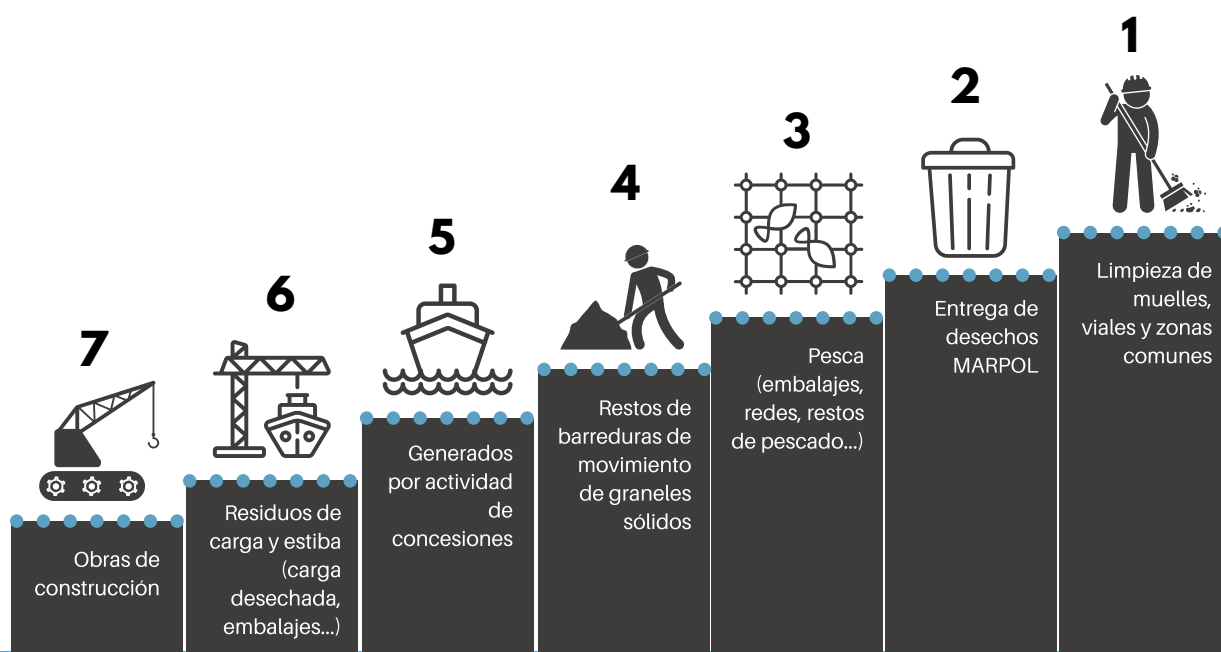 7
Obras de
construcción
6
Residuos de
carga y estiba
(carga
desechada,
embalajes...)
5
Generados
por actividad
de
concesiones
4
Restos de
barreduras de
movimiento
de graneles
sólidos
3
Pesca
(embalajes,
redes, restos
de pescado...)
2
Entrega de
desechos
MARPOL
1
Limpieza de
muelles,
viales y zonas
comunes